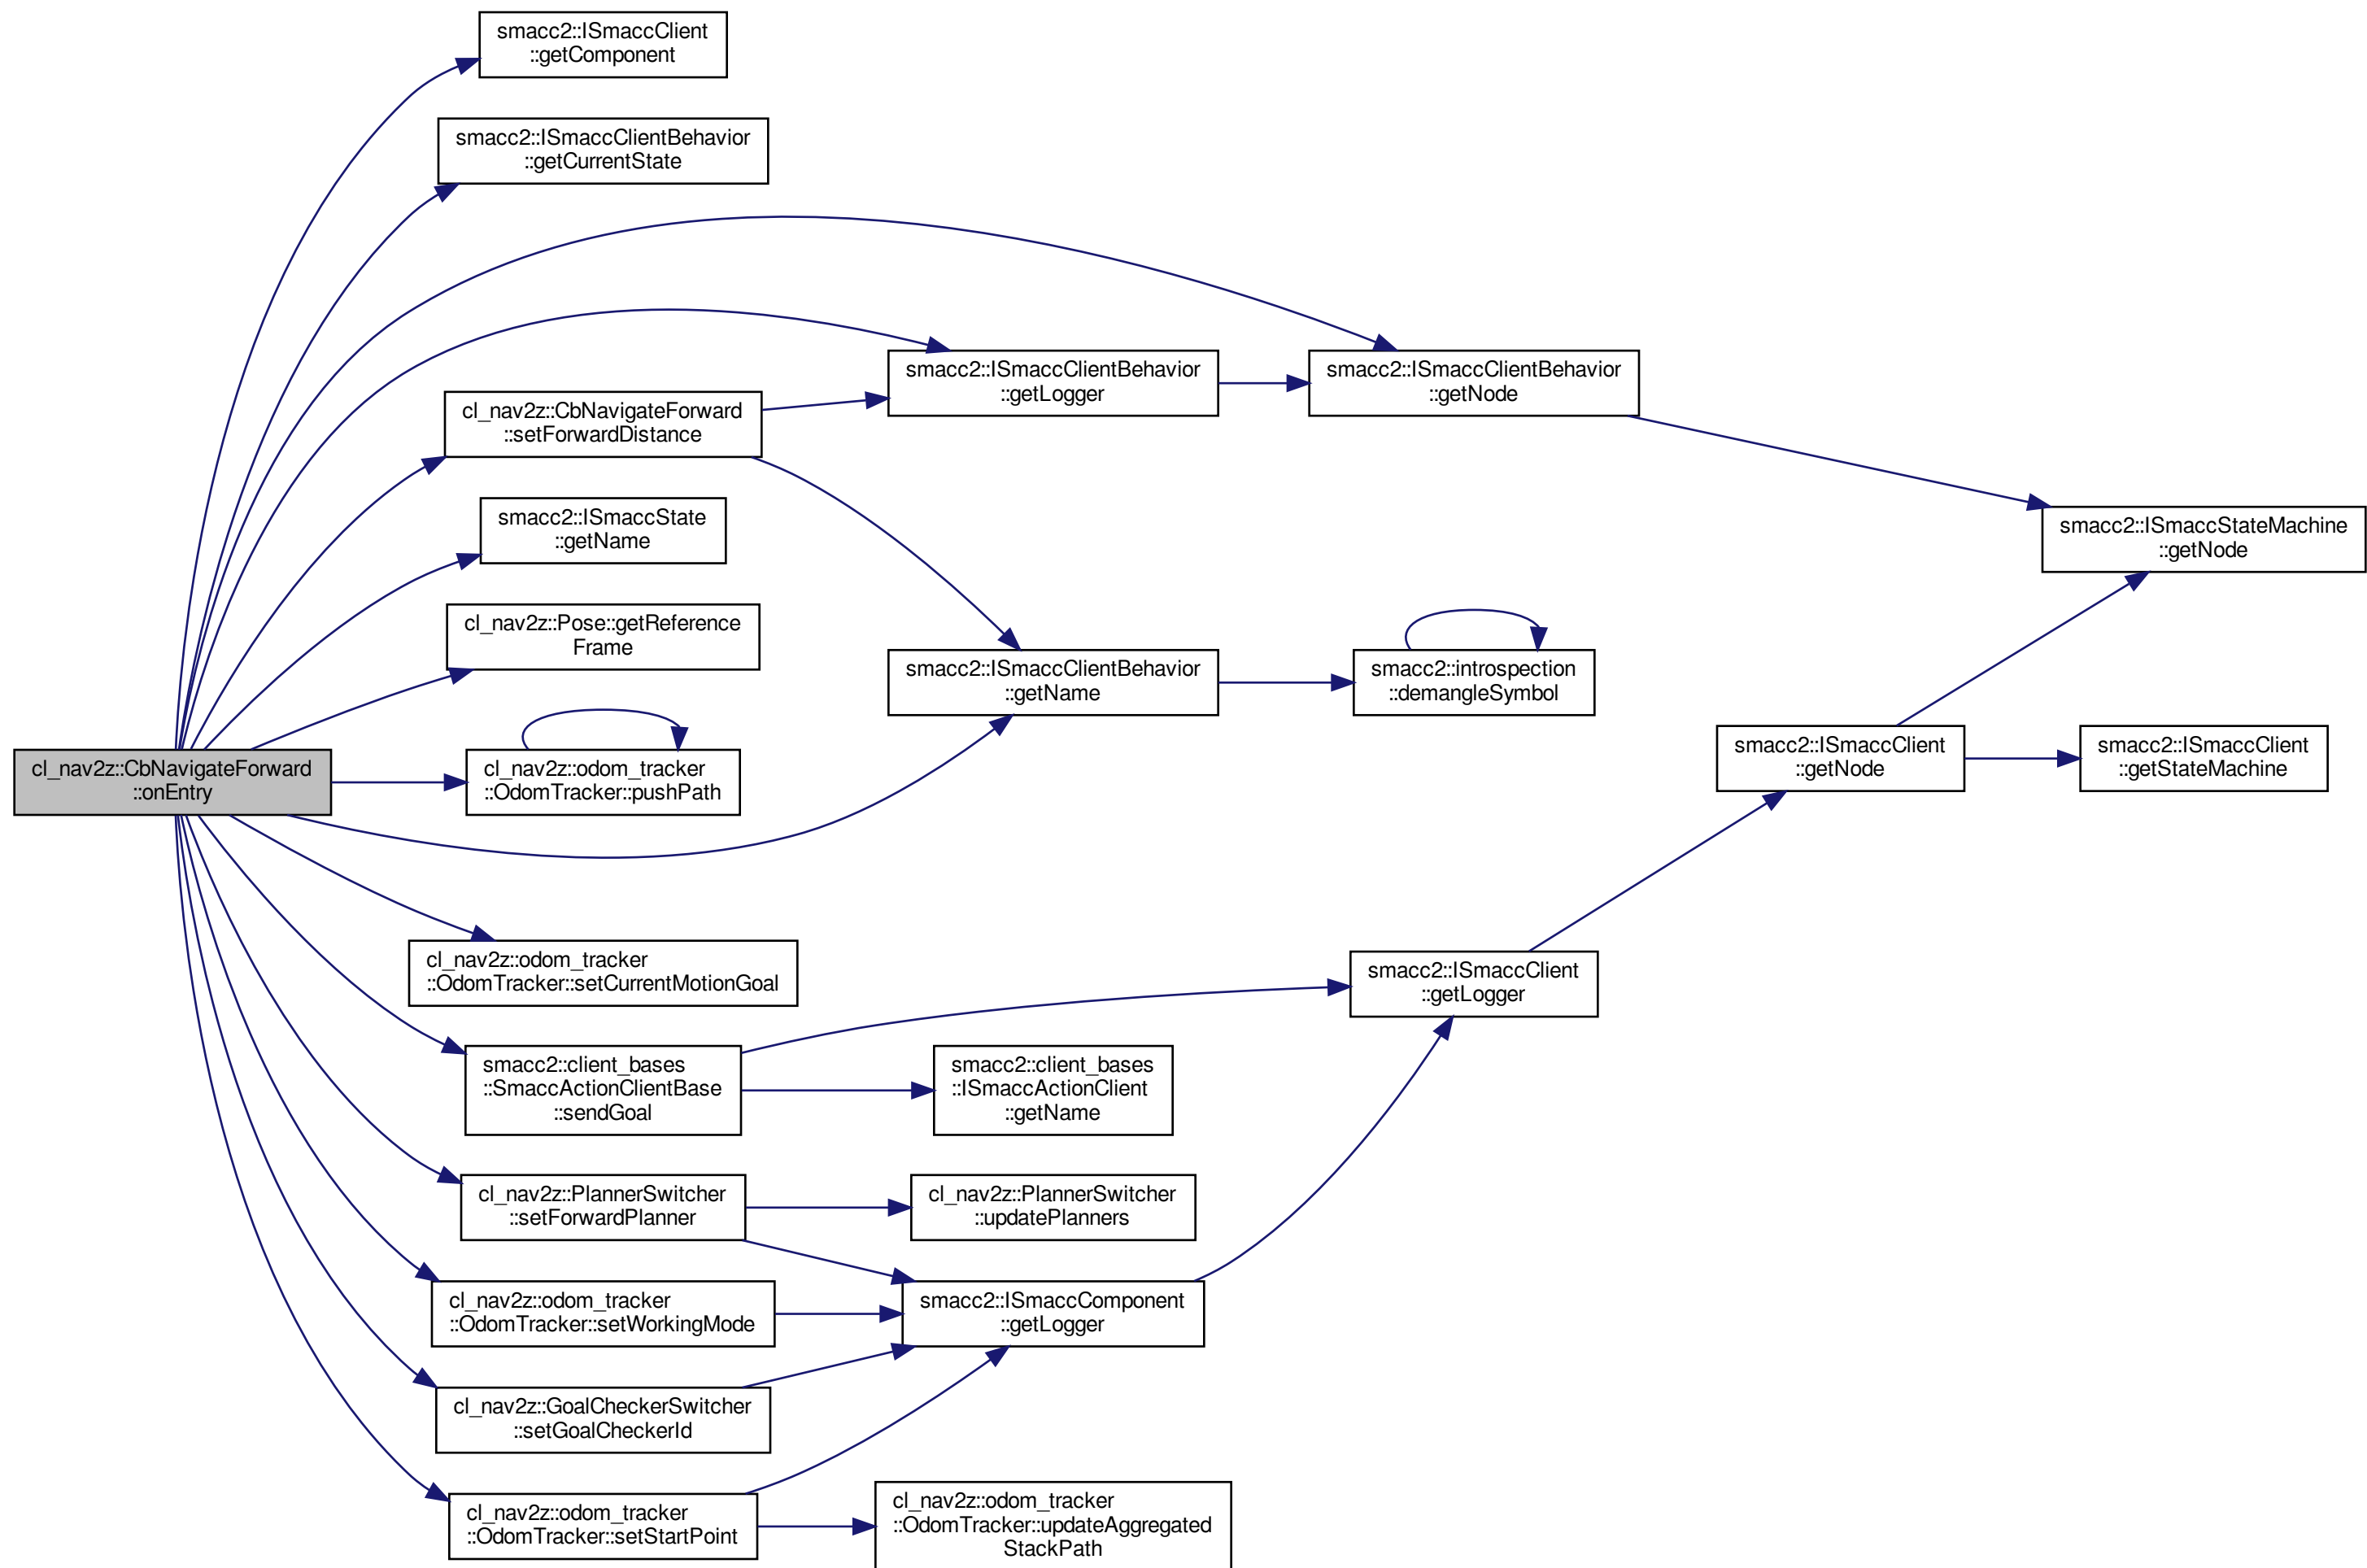 smacc2::ISmaccClient
::getComponent
smacc2::ISmaccClientBehavior
::getCurrentState
smacc2::ISmaccClientBehavior
::getLogger
smacc2::ISmaccClientBehavior
::getNode
cl_nav2z::CbNavigateForward
::setForwardDistance
smacc2::ISmaccState
::getName
smacc2::ISmaccStateMachine
::getNode
cl_nav2z::Pose::getReference
Frame
smacc2::ISmaccClientBehavior
::getName
smacc2::introspection
::demangleSymbol
cl_nav2z::CbNavigateForward
::onEntry
cl_nav2z::odom_tracker
::OdomTracker::pushPath
smacc2::ISmaccClient
::getNode
smacc2::ISmaccClient
::getStateMachine
cl_nav2z::odom_tracker
::OdomTracker::setCurrentMotionGoal
smacc2::ISmaccClient
::getLogger
smacc2::client_bases
::SmaccActionClientBase
::sendGoal
smacc2::client_bases
::ISmaccActionClient
::getName
cl_nav2z::PlannerSwitcher
::setForwardPlanner
cl_nav2z::PlannerSwitcher
::updatePlanners
cl_nav2z::odom_tracker
::OdomTracker::setWorkingMode
smacc2::ISmaccComponent
::getLogger
cl_nav2z::GoalCheckerSwitcher
::setGoalCheckerId
cl_nav2z::odom_tracker
::OdomTracker::setStartPoint
cl_nav2z::odom_tracker
::OdomTracker::updateAggregated
StackPath